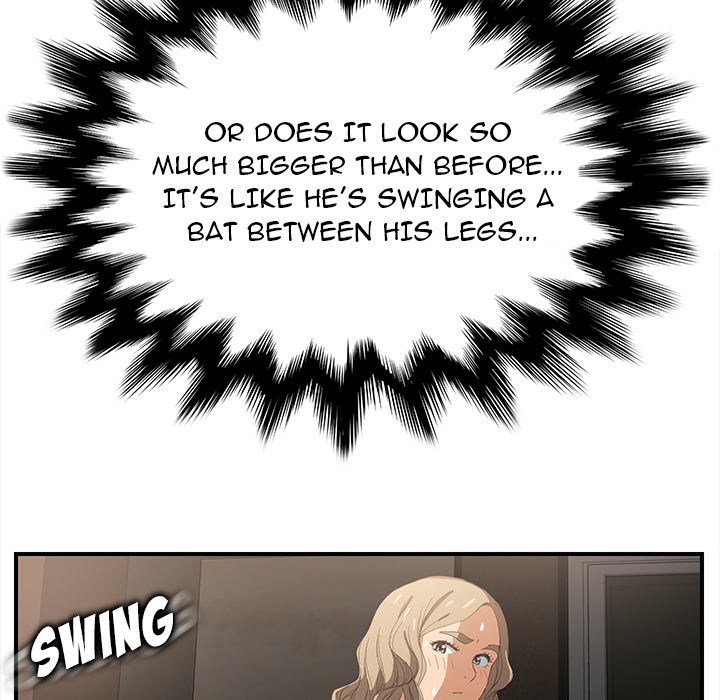 OR DOES IT LOOK SO
MUCH BIGGER THAN BEFORE...
IT'S LIKE HE'S SWINGING A
BAT BETWEEN HIS LEGS...
SWING